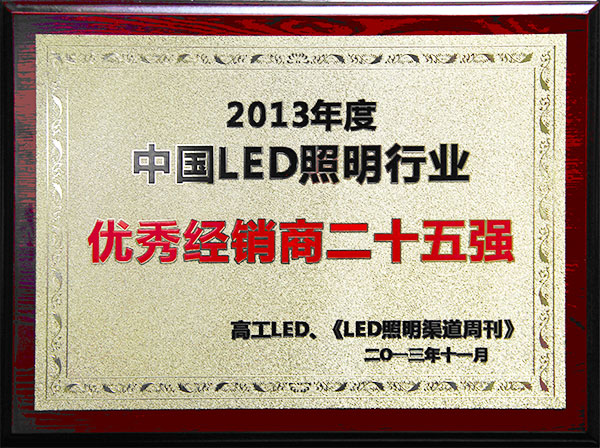 2013年度
中国LED照明行业
优秀经销商二十五强
高工LED、《LED照明渠道周刊》
二〇一三年十一月